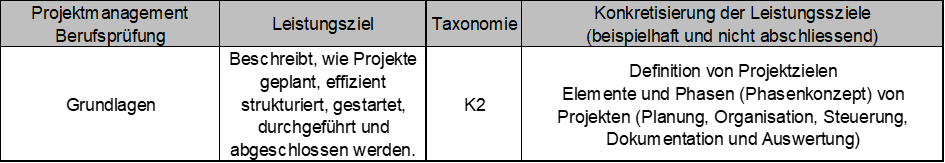 Projektmanagement
Berufsprüfung
Leistungsziel
Taxonomie
Konkretisierung der Leistungssziele
(beispielhaft und nicht abschliessend)
Grundlagen
Beschreibt, wie Projekte
geplant, effizient
strukturiert, gestartet,
durchgeführt und
abgeschlossen werden.
K2
Definition von Projektzielen
Elemente und Phasen (Phasenkonzept) von
Projekten (Planung, Organisation, Steuerung,
Dokumentation und Auswertung)